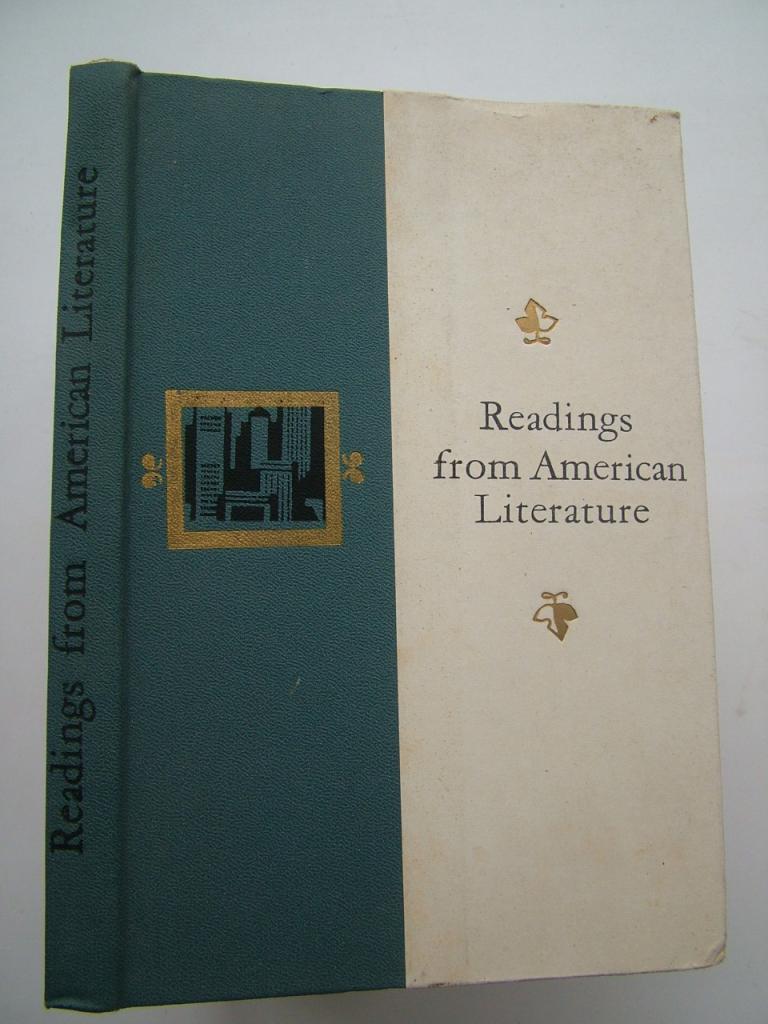 Readings from American Literature
Readings
from American
Literature